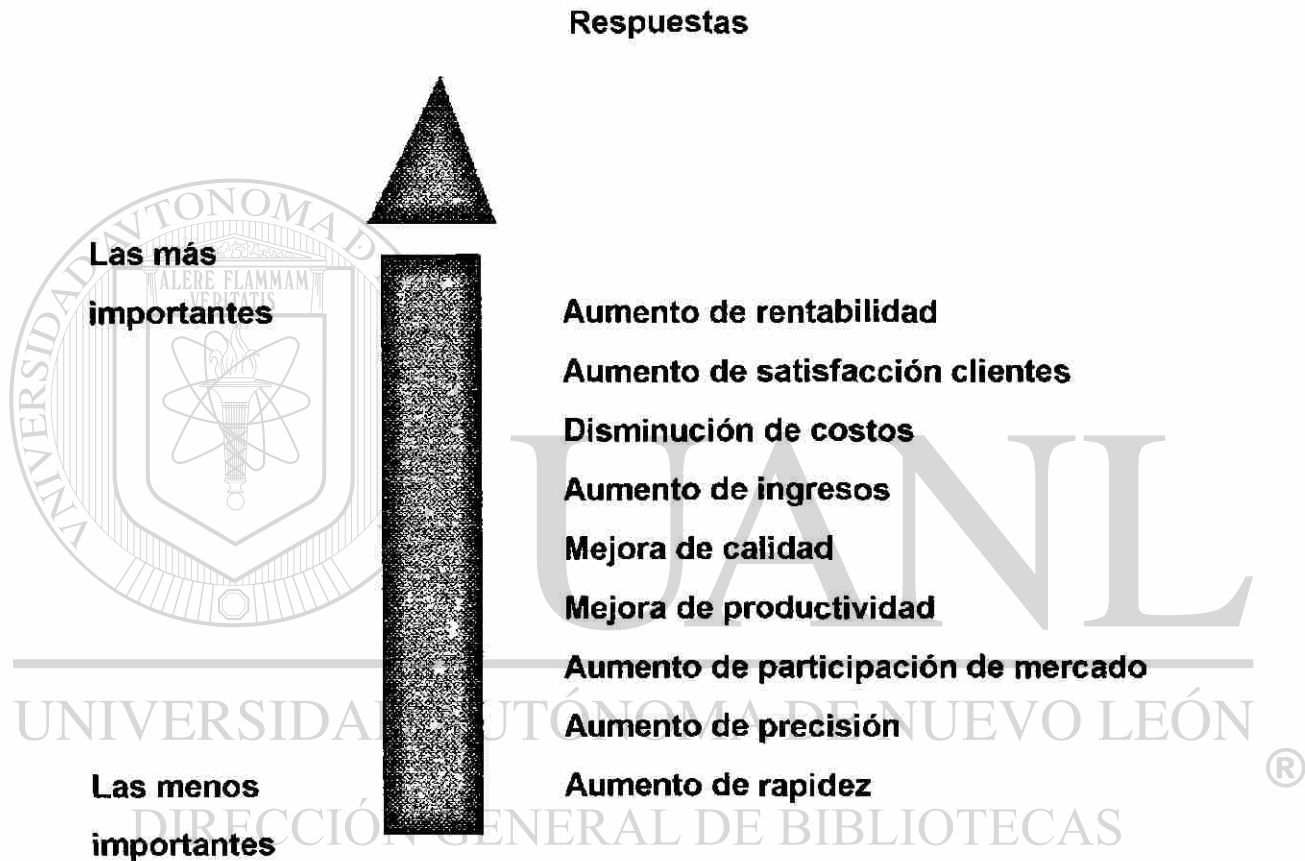 Respuestas
Las más
importantes
Aumento de rentabilidad
Aumento de satisfacción clientes
Disminución de costos
Aumento de ingresos
Mejora de calidad
Mejora de productividad
Aumento de participación de mercado
Aumento de precisión
Aumento de rapidez
Las menos
importantes
UNIVERSIDAD AUTÓNOMA DE NUEVO LEÓN
®
DIRECCIÓN GENERAL DE BIBLIOTECAS
UANL
ALERE FLAMMAM
VERITATIS